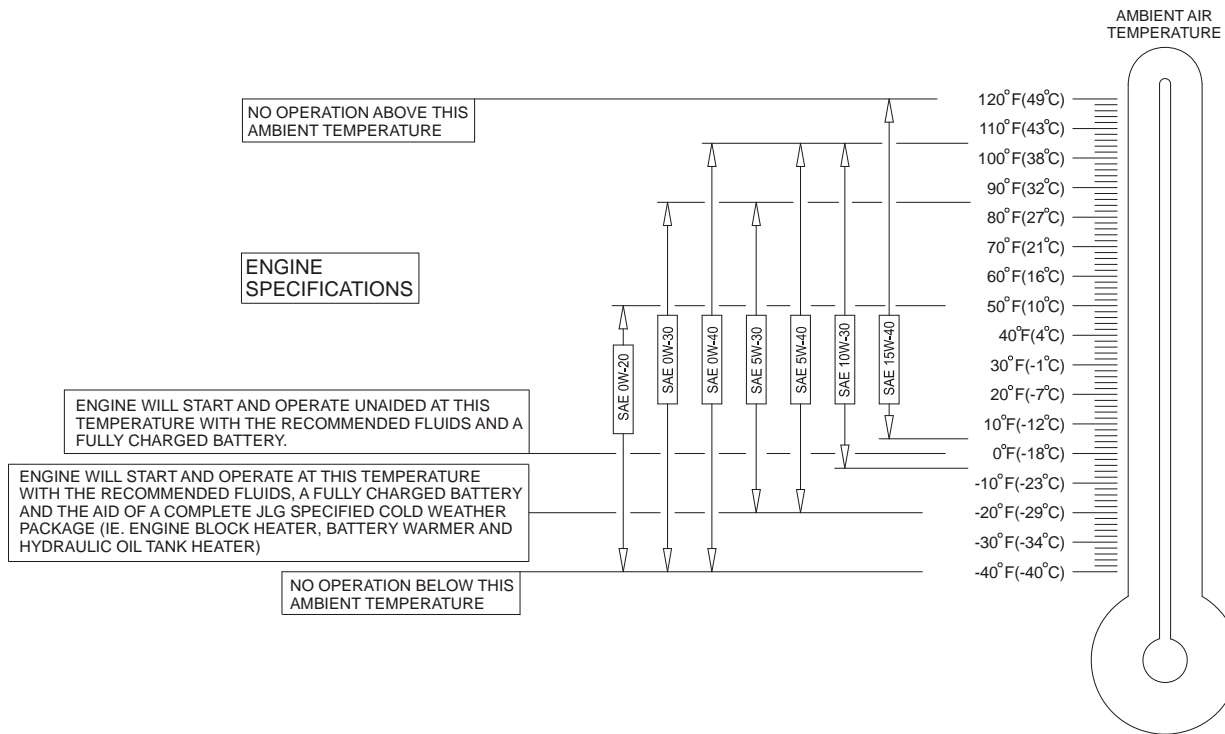 AMBIENT AIR
TEMPERATURE
NO OPERATION ABOVE THIS
AMBIENT TEMPERATURE
120°F(49°C)
110°F(43°C)
100°F(38°C)
90°F(32°C)
80°F(27°C)
70°F(21°C)
60°F(16°C)
50°F(10°C)
40°F(4°C)
30°F(-1°C)
20°F(-7°C)
10°F(-12°C)
0°F(-18°C)
-10°F(-23°C)
-20°F(-29°C)
-30°F(-34°C)
-40°F(-40°C)
ENGINE
SPECIFICATIONS
SAE 0W-20
SAE 0W-30
SAE 0W-40
SAE 5W-30
SAE 5W-40
SAE 10W-30
SAE 15W-40
ENGINE WILL START AND OPERATE UNAIDED AT THIS
TEMPERATURE WITH THE RECOMMENDED FLUIDS AND A
FULLY CHARGED BATTERY.
ENGINE WILL START AND OPERATE AT THIS TEMPERATURE
WITH THE RECOMMENDED FLUIDS, A FULLY CHARGED BATTERY
AND THE AID OF A COMPLETE JLG SPECIFIED COLD WEATHER
PACKAGE (IE. ENGINE BLOCK HEATER, BATTERY WARMER AND
HYDRAULIC OIL TANK HEATER)
NO OPERATION BELOW THIS
AMBIENT TEMPERATURE